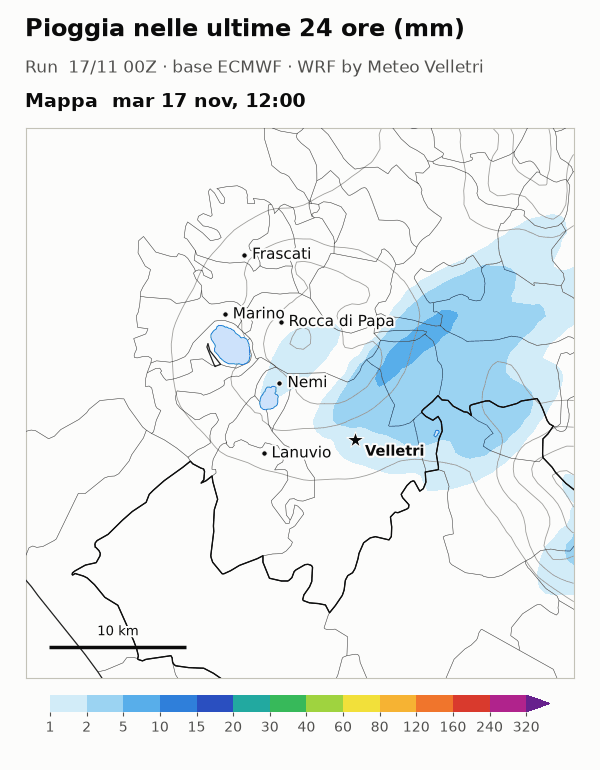 Pioggia nelle ultime 24 ore (mm)
Run  17/11 00Z · base ECMWF · WRF by Meteo Velletri
Mappa  mar 17 nov, 12:00
Frascati
Marino
Rocca di Papa
Nemi
Velletri
Lanuvio
10 km
1 2 5 10 15 20 30 40 60 80 120 160 240 320